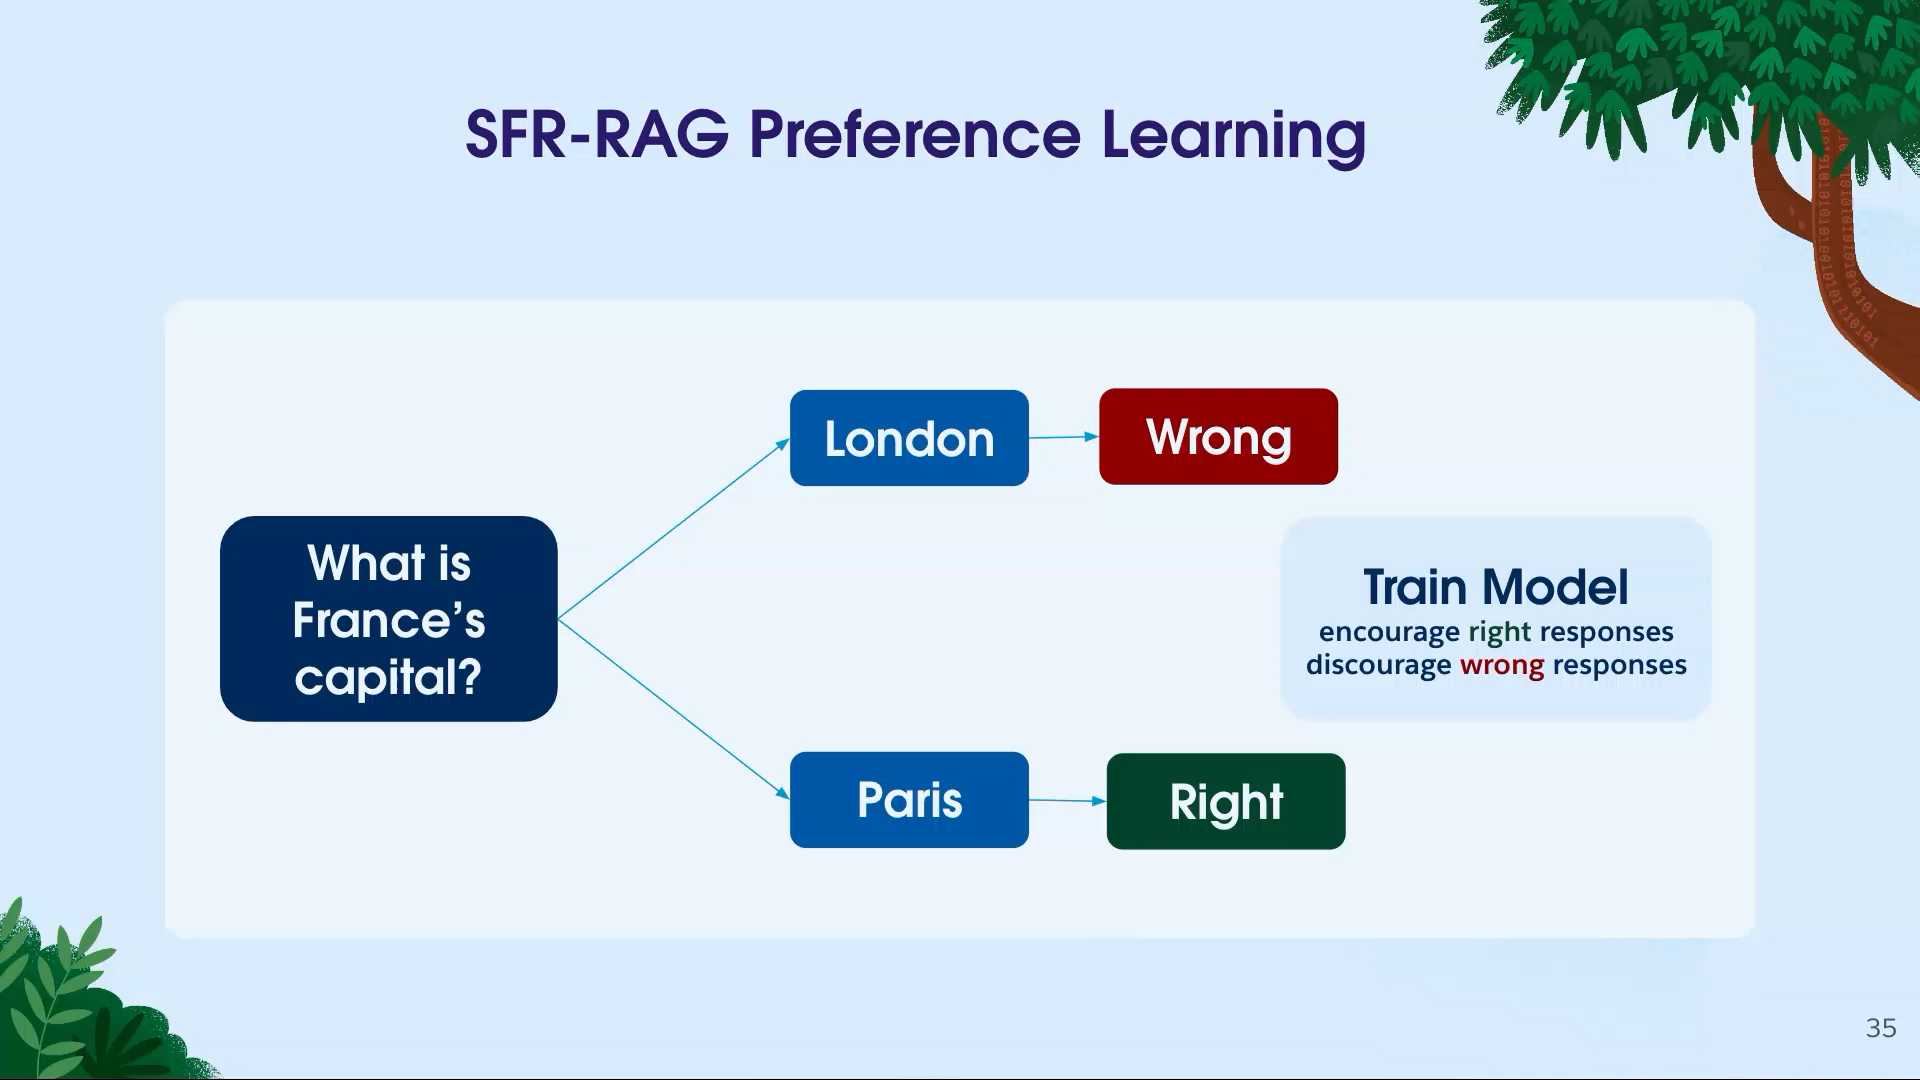 SFR-RAG Preference Learning
London
Wrong
What is
France’s
capital?
Train Model
encourage right responses
discourage wrong responses
Paris
Right
35